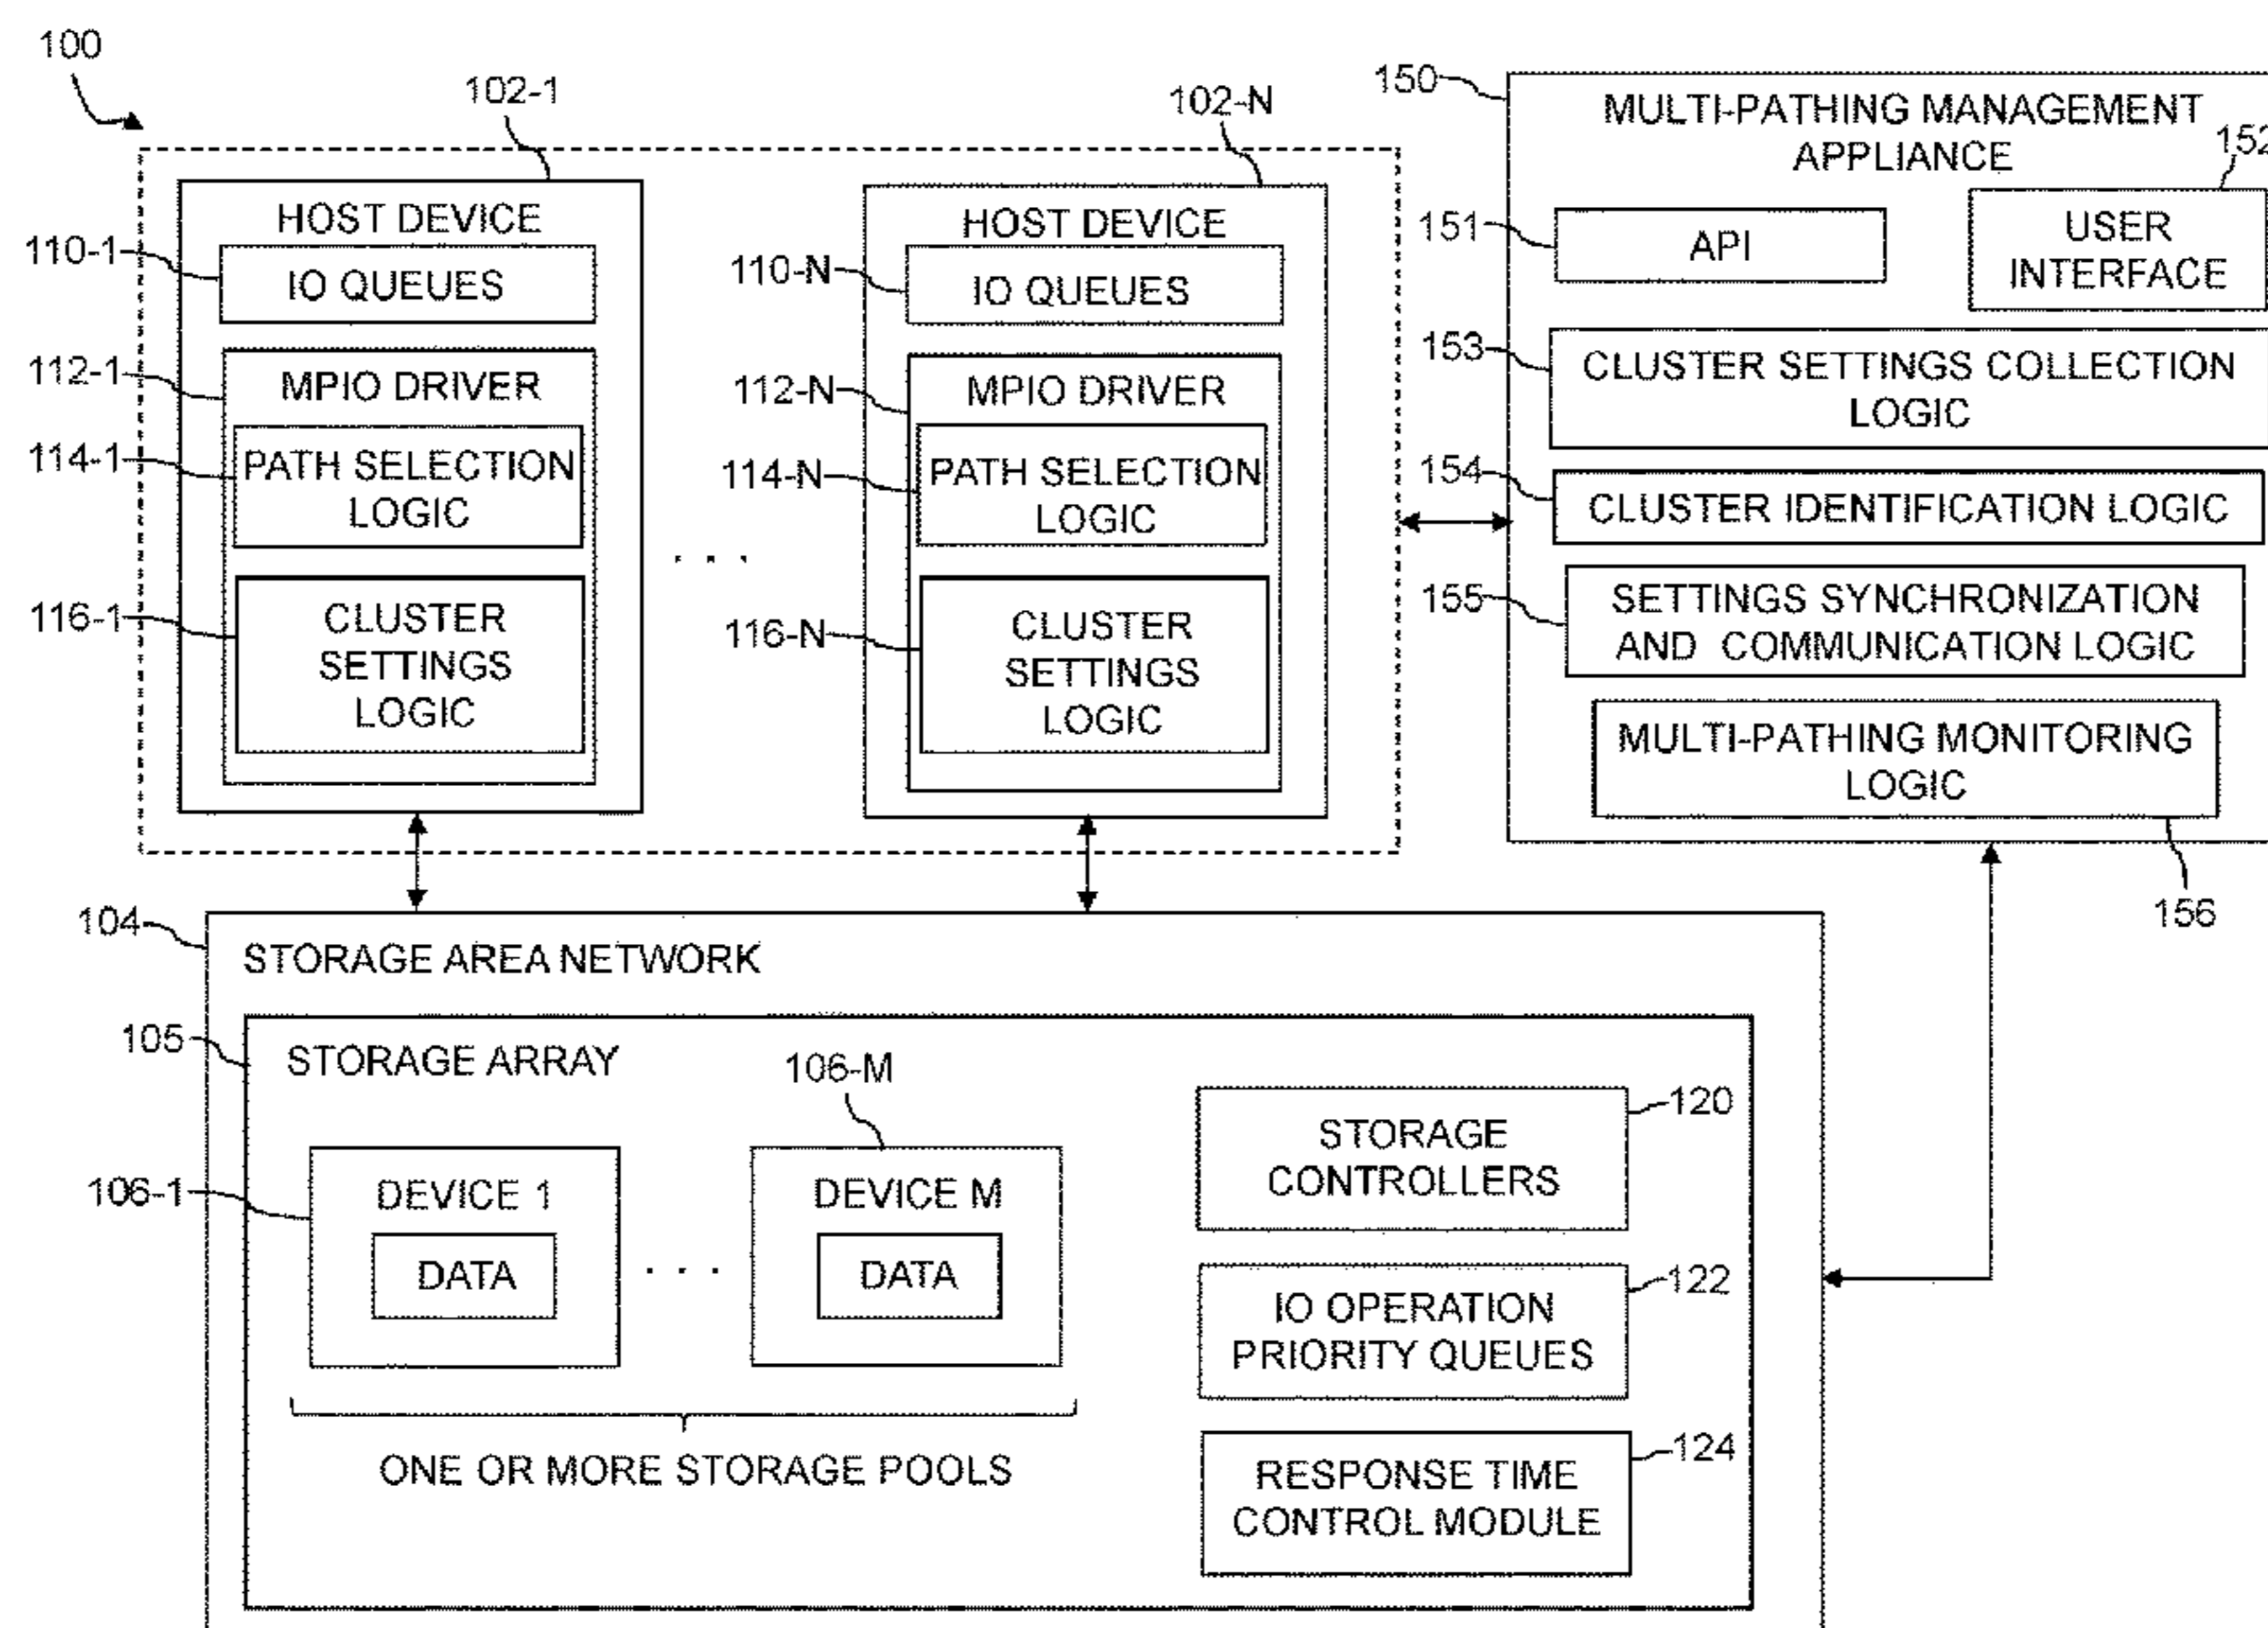 100
102-1
HOST DEVICE
110-1
IO QUEUES
112-1
MPIO DRIVER
114-1
PATH SELECTION
LOGIC
116-1
CLUSTER
SETTINGS
LOGIC
. . .
102-N
HOST DEVICE
110-N
IO QUEUES
112-N
MPIO DRIVER
114-N
PATH SELECTION
LOGIC
116-N
CLUSTER
SETTINGS
LOGIC
150
MULTI-PATHING MANAGEMENT
APPLIANCE
151
API
152
USER
INTERFACE
153
CLUSTER SETTINGS COLLECTION
LOGIC
154
CLUSTER IDENTIFICATION LOGIC
155
SETTINGS SYNCHRONIZATION
AND COMMUNICATION LOGIC
MULTI-PATHING MONITORING
LOGIC
156
104
STORAGE AREA NETWORK
105
STORAGE ARRAY
106-1
DEVICE 1
DATA
. . .
106-M
DEVICE M
DATA
ONE OR MORE STORAGE POOLS
120
STORAGE
CONTROLLERS
122
IO OPERATION
PRIORITY QUEUES
124
RESPONSE TIME
CONTROL MODULE